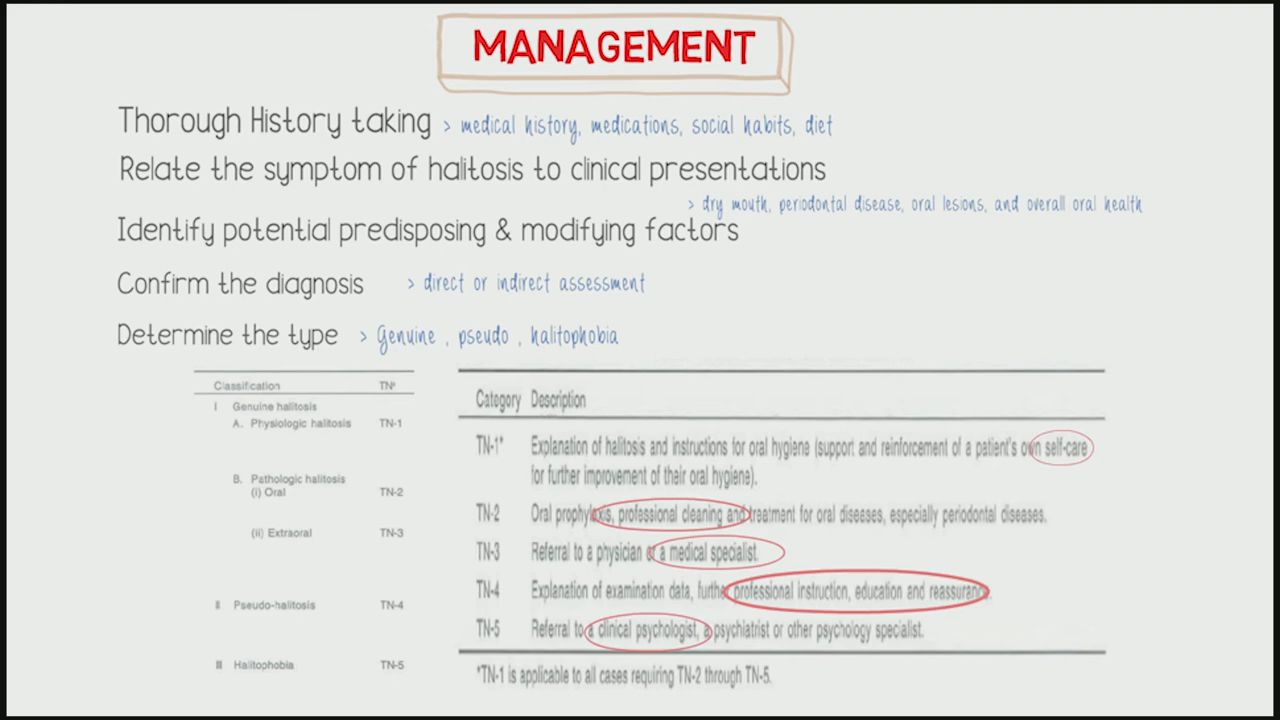 MANAGEMENT
Thorough History taking > medical history, medications, social habits, diet
Relate the symptom of halitosis to clinical presentations
> dry mouth, periodontal disease, oral lesions, and overall oral health
Identify potential predisposing & modifying factors
Confirm the diagnosis > direct or indirect assessment
Determine the type > Genuine , pseudo , halitophobia
Classification TNª
I Genuine halitosis
A. Physiologic halitosis TN-1
B. Pathologic halitosis
(i) Oral TN-2
(ii) Extraoral TN-3
II Pseudo-halitosis TN-4
III Halitophobia TN-5
Category Description
TN-1* Explanation of halitosis and instructions for oral hygiene (support and reinforcement of a patient's own self-care
for further improvement of their oral hygiene).
TN-2 Oral prophylaxis, professional cleaning and treatment for oral diseases, especially periodontal diseases.
TN-3 Referral to a physician or a medical specialist.
TN-4 Explanation of examination data, further professional instruction, education and reassurance.
TN-5 Referral to a clinical psychologist, a psychiatrist or other psychology specialist.
*TN-1 is applicable to all cases requiring TN-2 through TN-5.